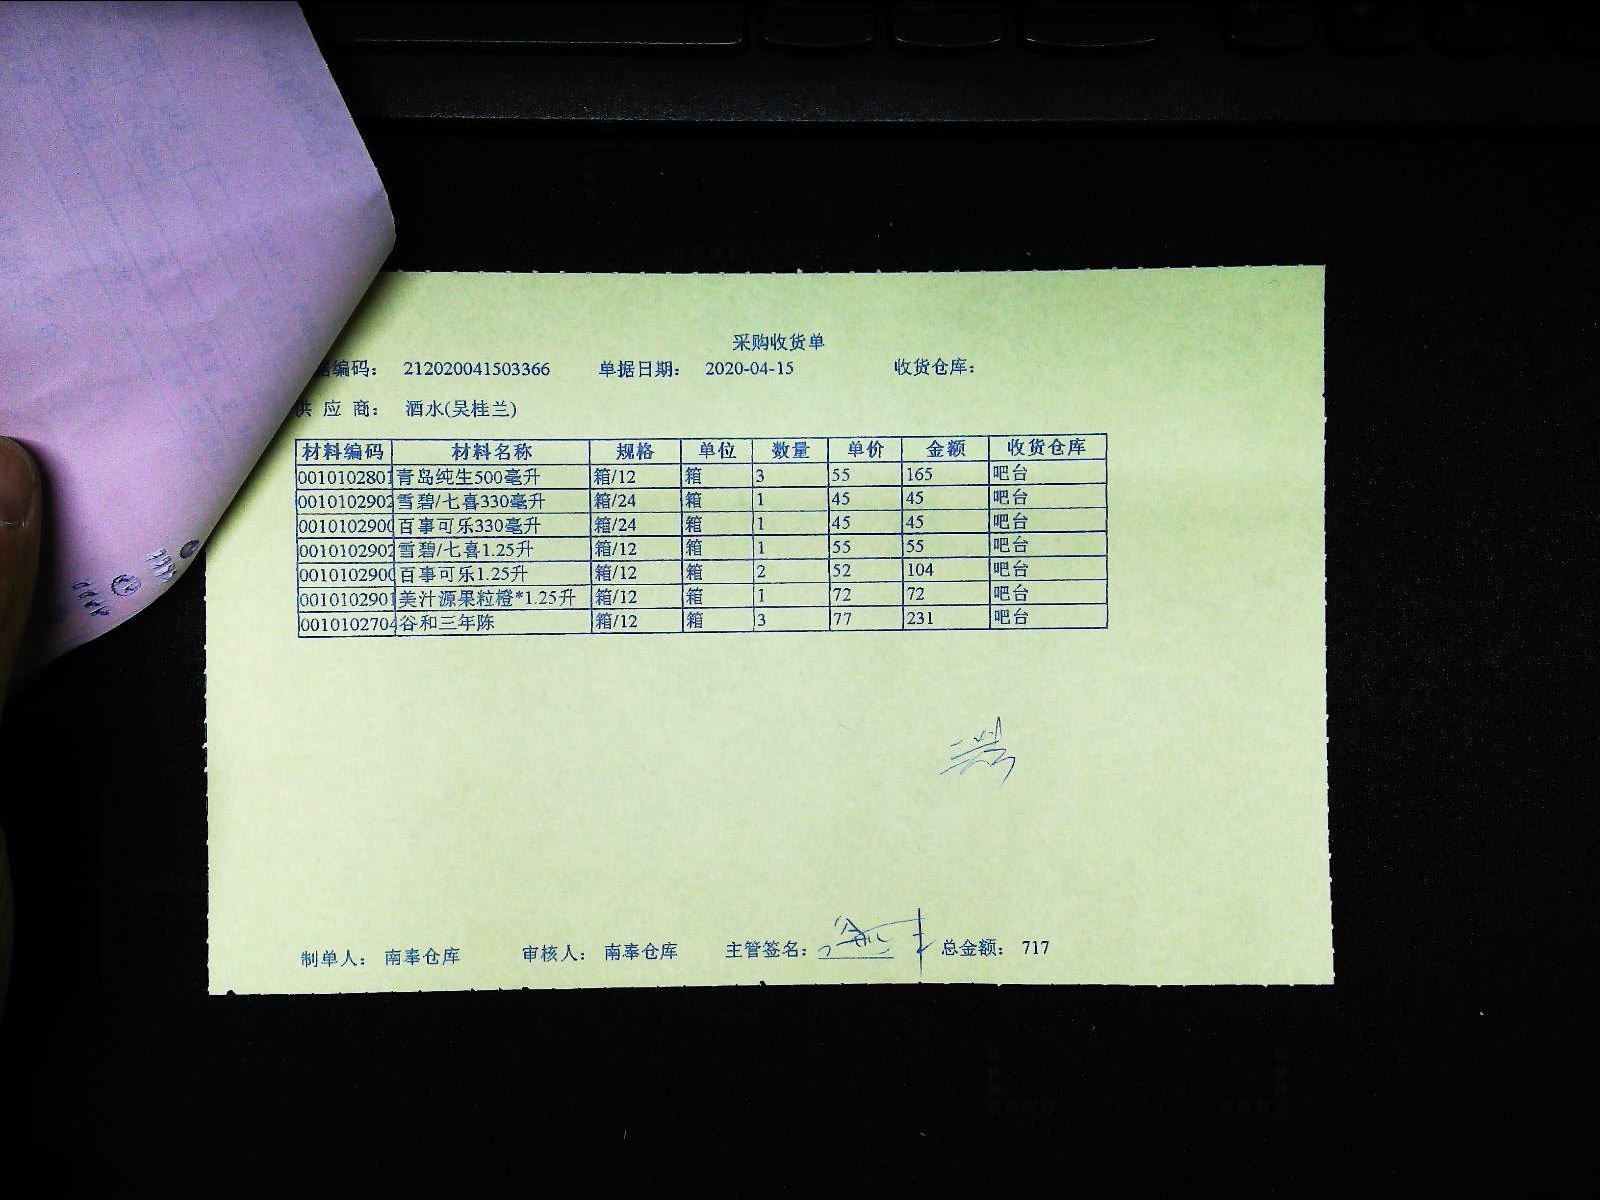 采购收货单
编码： 212020041503366 单据日期： 2020-04-15 收货仓库：
供 应 商： 酒水(吴桂兰)
材料编码 材料名称 规格 单位 数量 单价 金额 收货仓库
0010102801 青岛纯生500毫升 箱/12 箱 3 55 165 吧台
0010102902 雪碧/七喜330毫升 箱/24 箱 1 45 45 吧台
0010102900 百事可乐330毫升 箱/24 箱 1 45 45 吧台
0010102902 雪碧/七喜1.25升 箱/12 箱 1 55 55 吧台
0010102900 百事可乐1.25升 箱/12 箱 2 52 104 吧台
0010102901 美汁源果粒橙*1.25升 箱/12 箱 1 72 72 吧台
0010102704 谷和三年陈 箱/12 箱 3 77 231 吧台
制单人： 南奉仓库 审核人： 南奉仓库 主管签名： 总金额： 717